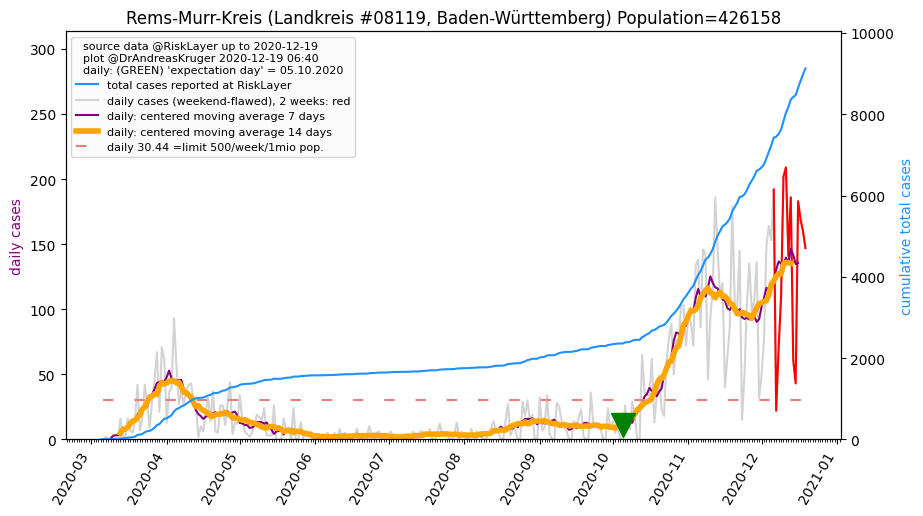 Rems-Murr-Kreis (Landkreis #08119, Baden-Württemberg) Population=426158
source data @RiskLayer up to 2020-12-19
plot @DrAndreasKruger 2020-12-19 06:40
daily: (GREEN) 'expectation day' = 05.10.2020
total cases reported at RiskLayer
daily cases (weekend-flawed), 2 weeks: red
daily: centered moving average 7 days
daily: centered moving average 14 days
daily 30.44 =limit 500/week/1mio pop.
daily cases
300
250
200
150
100
50
0
cumulative total cases
10000
8000
6000
4000
2000
0
2020-03
2020-04
2020-05
2020-06
2020-07
2020-08
2020-09
2020-10
2020-11
2020-12
2021-01